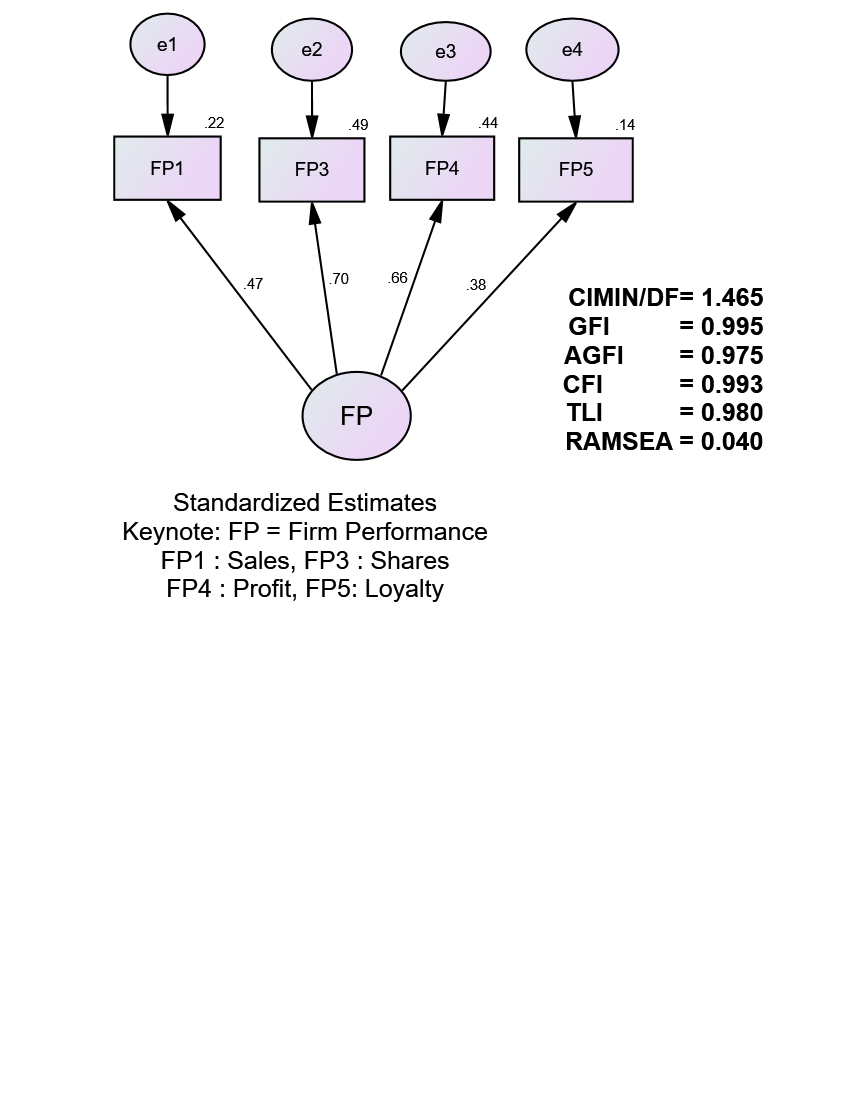 e1 e2 e3 e4
.22 .49 .44 .14
FP1 FP3 FP4 FP5
.47 .70 .66 .38
CIMIN/DF= 1.465
GFI = 0.995
AGFI = 0.975
CFI = 0.993
TLI = 0.980
RAMSEA = 0.040
FP
Standardized Estimates
Keynote: FP = Firm Performance
FP1 : Sales, FP3 : Shares
FP4 : Profit, FP5: Loyalty